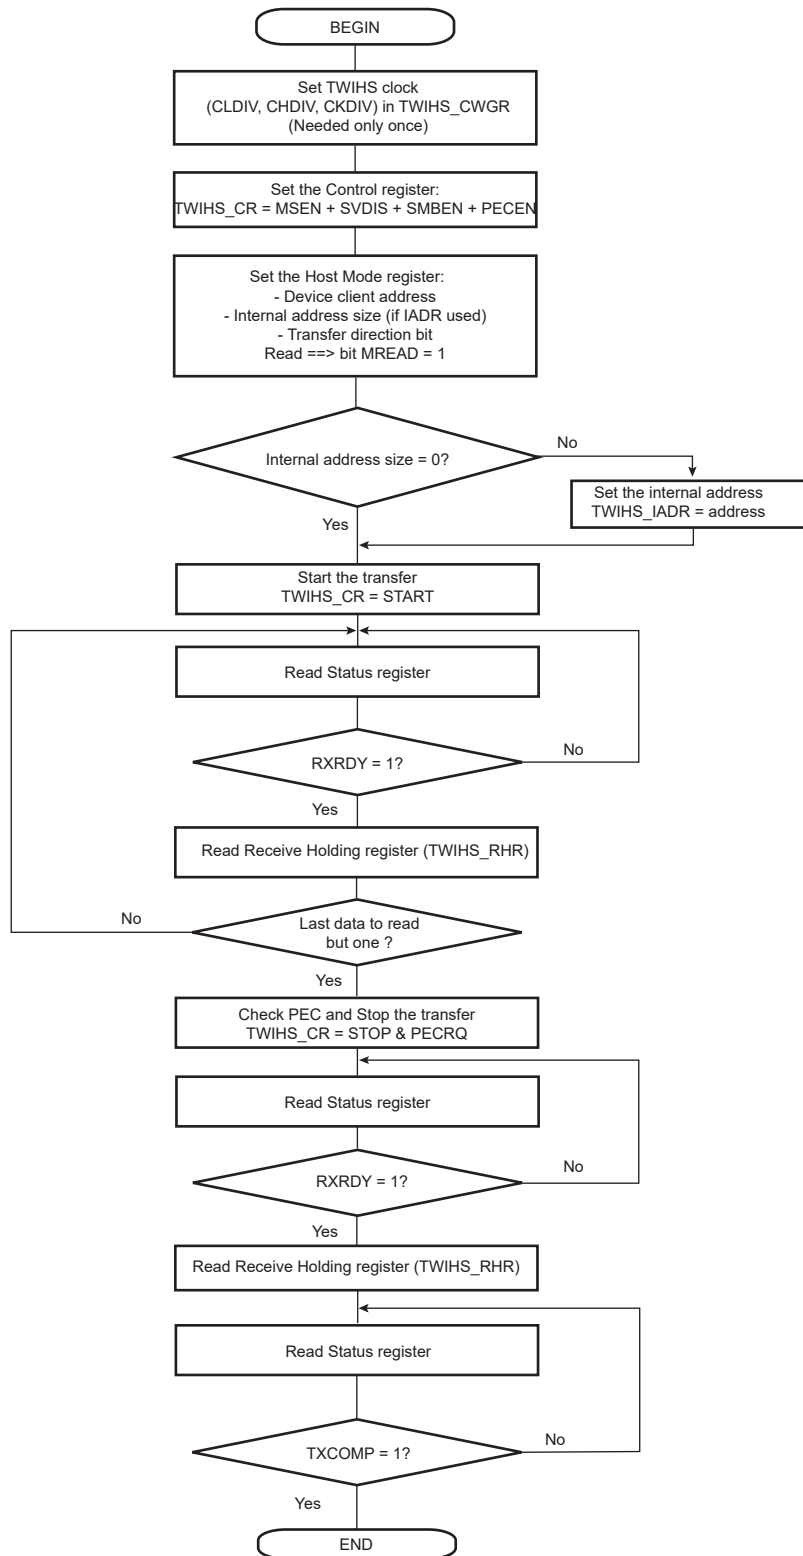 BEGIN
Set TWIHS clock
(CLDIV, CHDIV, CKDIV) in TWIHS_CWGR
(Needed only once)
Set the Control register:
TWIHS_CR = MSEN + SVDIS + SMBEN + PECEN
Set the Host Mode register:
- Device client address
- Internal address size (if IADR used)
- Transfer direction bit
Read ==> bit MREAD = 1
Internal address size = 0?
No
Set the internal address
TWIHS_IADR = address
Yes
Start the transfer
TWIHS_CR = START
Read Status register
RXRDY = 1?
No
Yes
Read Receive Holding register (TWIHS_RHR)
Last data to read
but one ?
No
Yes
Check PEC and Stop the transfer
TWIHS_CR = STOP & PECRQ
Read Status register
RXRDY = 1?
No
Yes
Read Receive Holding register (TWIHS_RHR)
Read Status register
TXCOMP = 1?
No
Yes
END